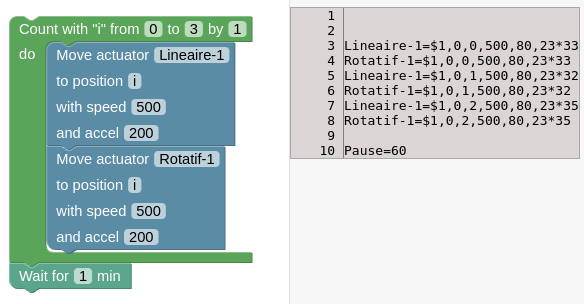 Count with "i" from 0 to 3 by 1
do
Move actuator Lineaire-1
to position i
with speed 500
and accel 200
Move actuator Rotatif-1
to position i
with speed 500
and accel 200
Wait for 1 min
1
2
3 Lineaire-1=$1,0,0,500,80,23*33
4 Rotatif-1=$1,0,0,500,80,23*33
5 Lineaire-1=$1,0,1,500,80,23*32
6 Rotatif-1=$1,0,1,500,80,23*32
7 Lineaire-1=$1,0,2,500,80,23*35
8 Rotatif-1=$1,0,2,500,80,23*35
9
10 Pause=60